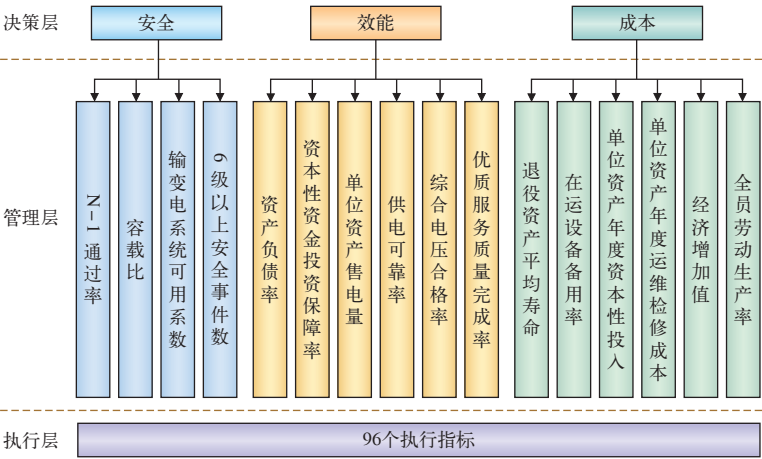 决策层
安全
效能
成本
管理层
N-1通过率
容载比
输变电系统可用系数
6级以上安全事件数
资产负债率
资本性资金投资保障率
单位资产售电量
供电可靠率
综合电压合格率
优质服务质量完成率
退役资产平均寿命
在运设备备用率
单位资产年度资本性投入
单位资产年度运维检修成本
经济增加值
全员劳动生产率
执行层
96个执行指标